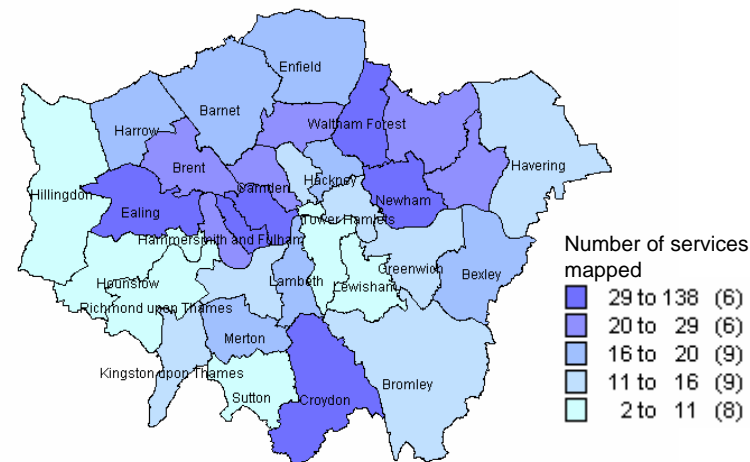 Enfield
Barnet
Harrow
Waltham Forest
Havering
Brent
Camden
Hackney
Hillingdon
Newham
Ealing
Tower Hamlets
Hammersmith and Fulham
Greenwich
Bexley
Hounslow
Lambeth
Lewisham
Richmond upon Thames
Merton
Kingston upon Thames
Sutton
Croydon
Bromley
Number of services
mapped
29 to 138 (6)
20 to 29 (6)
16 to 20 (9)
11 to 16 (9)
2 to 11 (8)